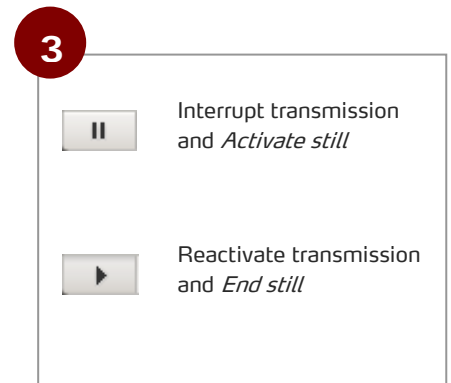 3
Interrupt transmission
and Activate still
Reactivate transmission
and End still